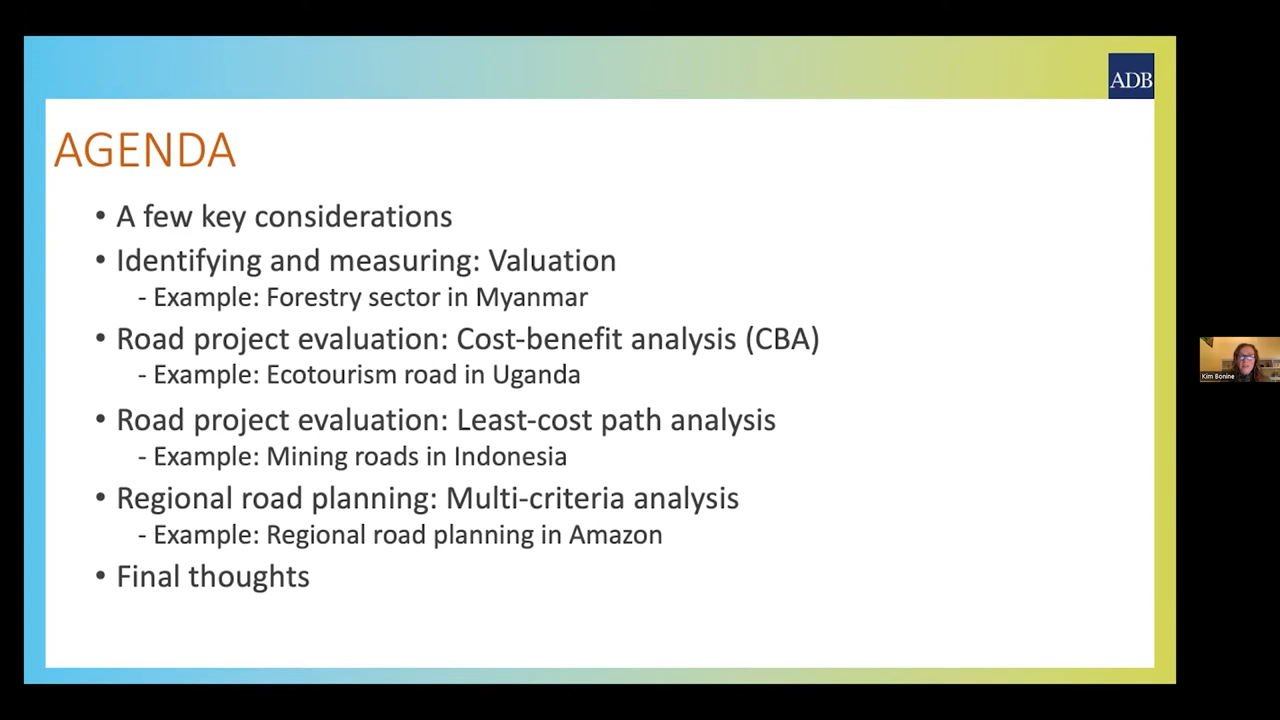 ADB
AGENDA
• A few key considerations
• Identifying and measuring: Valuation
- Example: Forestry sector in Myanmar
• Road project evaluation: Cost-benefit analysis (CBA)
- Example: Ecotourism road in Uganda
• Road project evaluation: Least-cost path analysis
- Example: Mining roads in Indonesia
• Regional road planning: Multi-criteria analysis
- Example: Regional road planning in Amazon
• Final thoughts
Kim Bonine